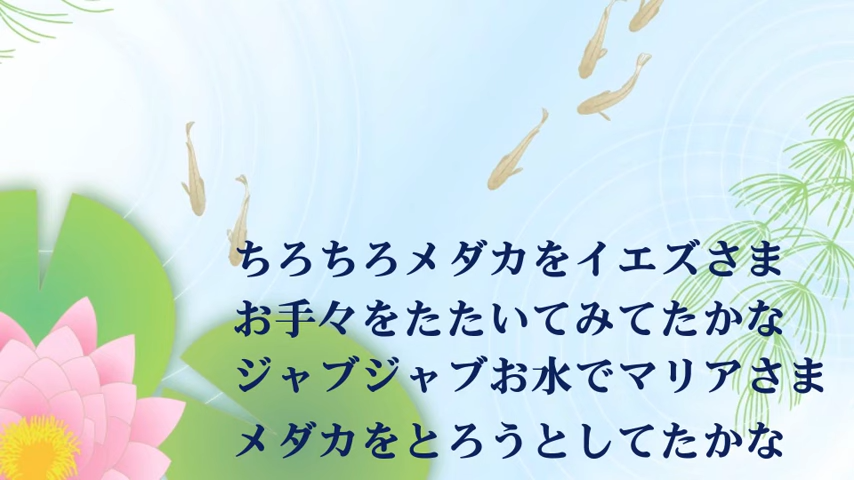 ちろちろメダカをイエズさま
お手々をたたいてみてたかな
ジャブジャブお水でマリアさま
メダカをとろうとしてたかな